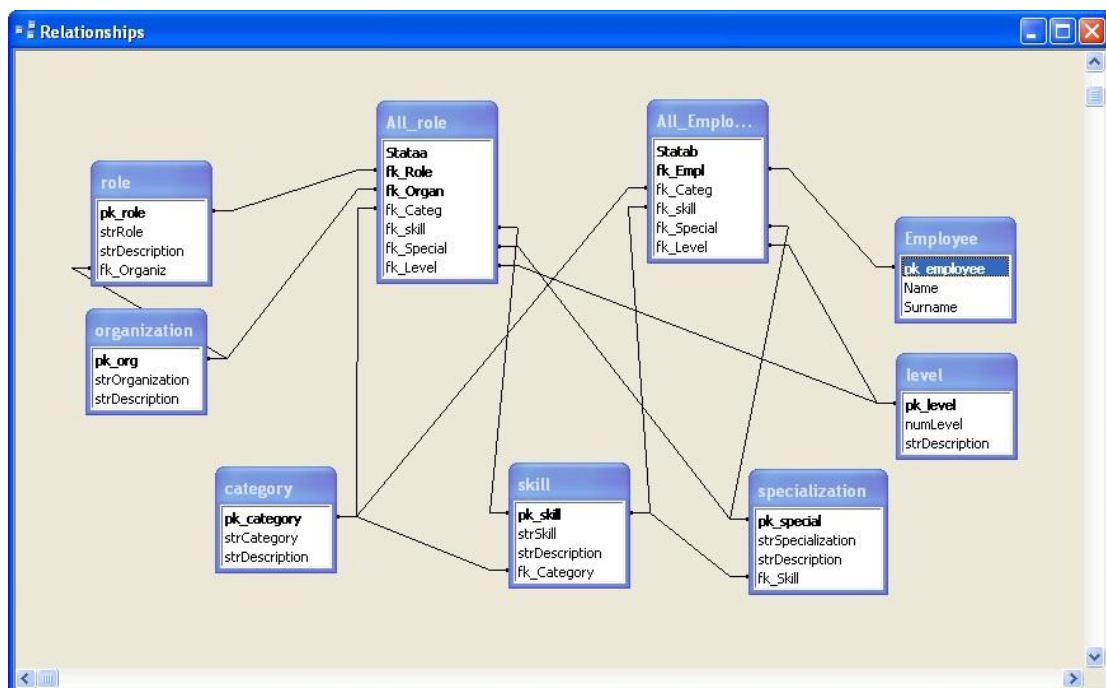 Relationships
role
pk_role
strRole
strDescription
fk_Organiz
organization
pk_org
strOrganization
strDescription
All_role
Stataa
fk_Role
fk_Organ
fk_Categ
fk_skill
fk_Special
fk_Level
All_Emplo...
Statab
fk_Empl
fk_Categ
fk_skill
fk_Special
fk_Level
Employee
pk_employee
Name
Surname
level
pk_level
numLevel
strDescription
category
pk_category
strCategory
strDescription
skill
pk_skill
strSkill
strDescription
fk_Category
specialization
pk_special
strSpecialization
strDescription
fk_Skill